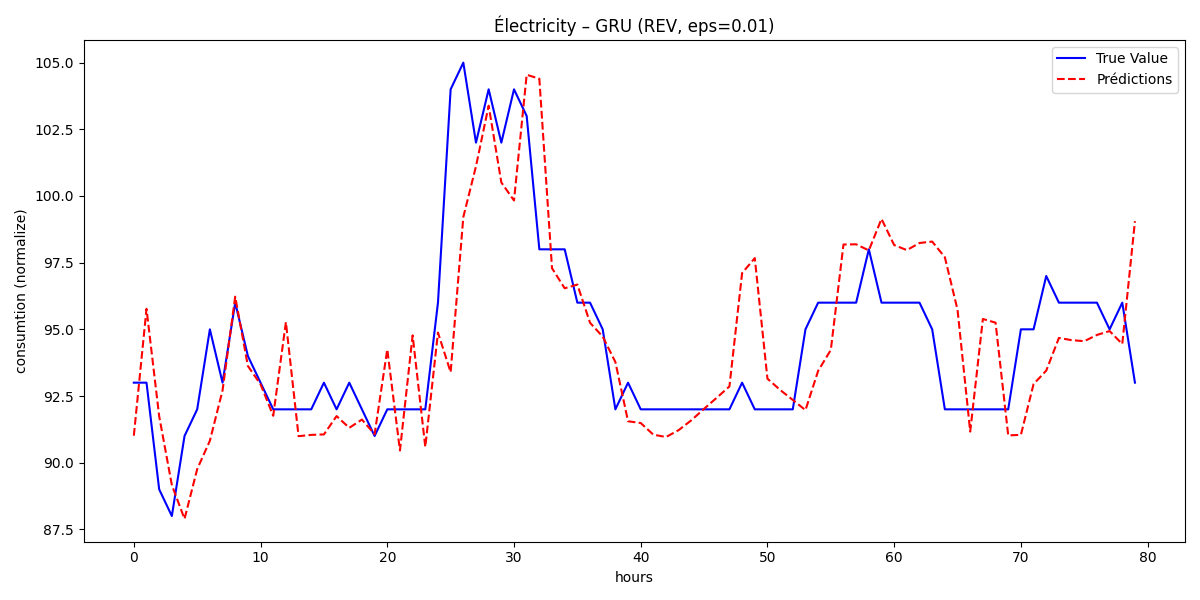 Électricity – GRU (REV, eps=0.01)
True Value
Prédictions
consumtion (normalize)
105.0
102.5
100.0
97.5
95.0
92.5
90.0
87.5
0 10 20 30 40 50 60 70 80
hours